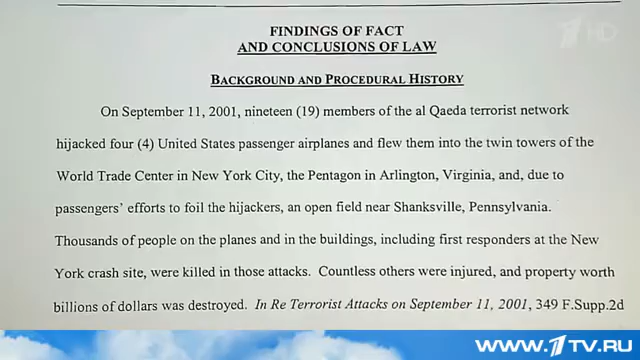 FINDINGS OF FACT
AND CONCLUSIONS OF LAW
BACKGROUND AND PROCEDURAL HISTORY
On September 11, 2001, nineteen (19) members of the al Qaeda terrorist network
hijacked four (4) United States passenger airplanes and flew them into the twin towers of the
World Trade Center in New York City, the Pentagon in Arlington, Virginia, and, due to
passengers' efforts to foil the hijackers, an open field near Shanksville, Pennsylvania.
Thousands of people on the planes and in the buildings, including first responders at the New
York crash site, were killed in those attacks. Countless others were injured, and property worth
billions of dollars was destroyed. In Re Terrorist Attacks on September 11, 2001, 349 F.Supp.2d
1 HD
WWW.1TV.RU